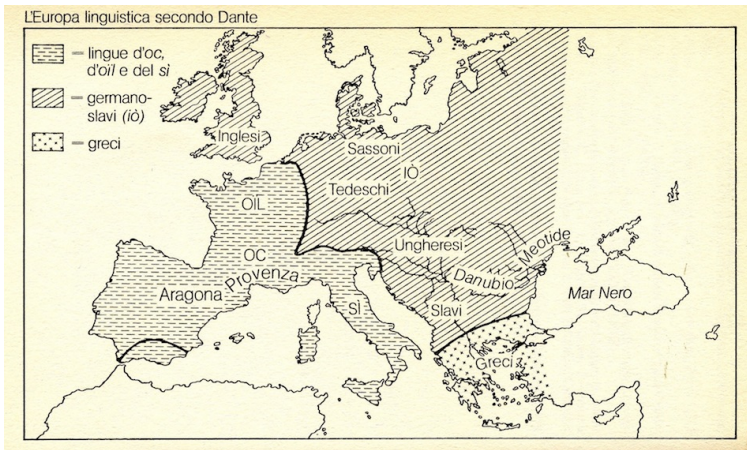 L'Europa linguistica secondo Dante
— lingue d'oc,
d'oïl e del sì
— germano-
slavi (iò)
— greci
Inglesi
Sassoni
IÒ
Tedeschi
OÏL
Ungheresi
Meotide
OC
Provenza
Danubio
Aragona
Mar Nero
SÌ
Slavi
Greci